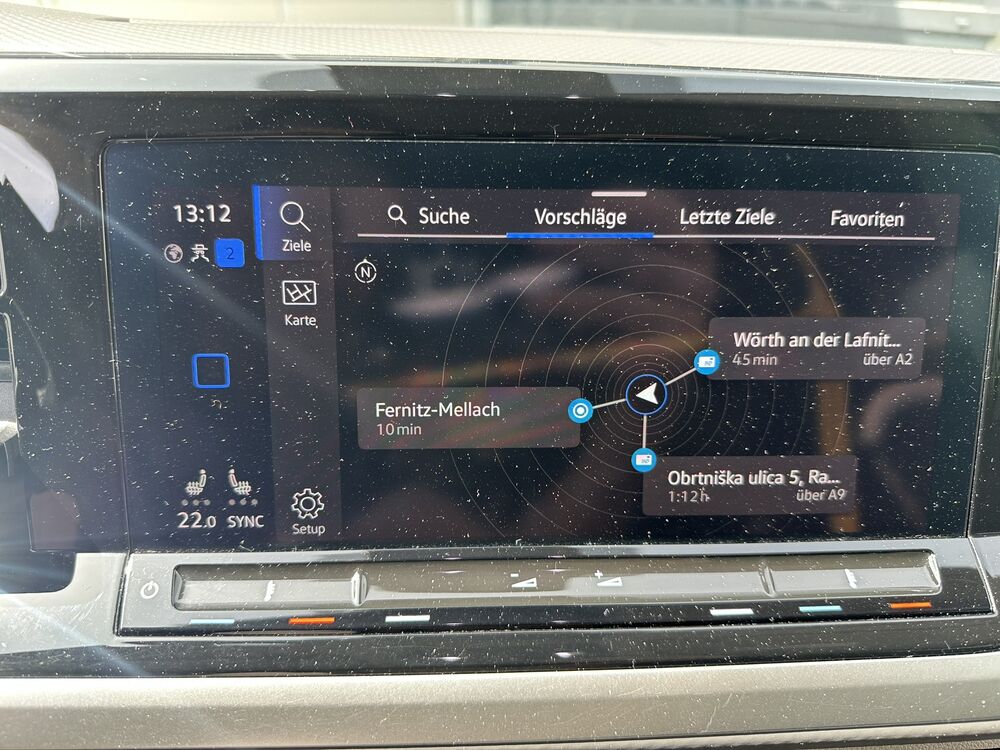 13:12
2
Ziele
Karte
22.0 SYNC
Setup
Suche Vorschläge Letzte Ziele Favoriten
N
Wörth an der Lafnit...
45 min über A2
Fernitz-Mellach
10 min
Obrtniška ulica 5, Ra...
1:12 h über A9
- +